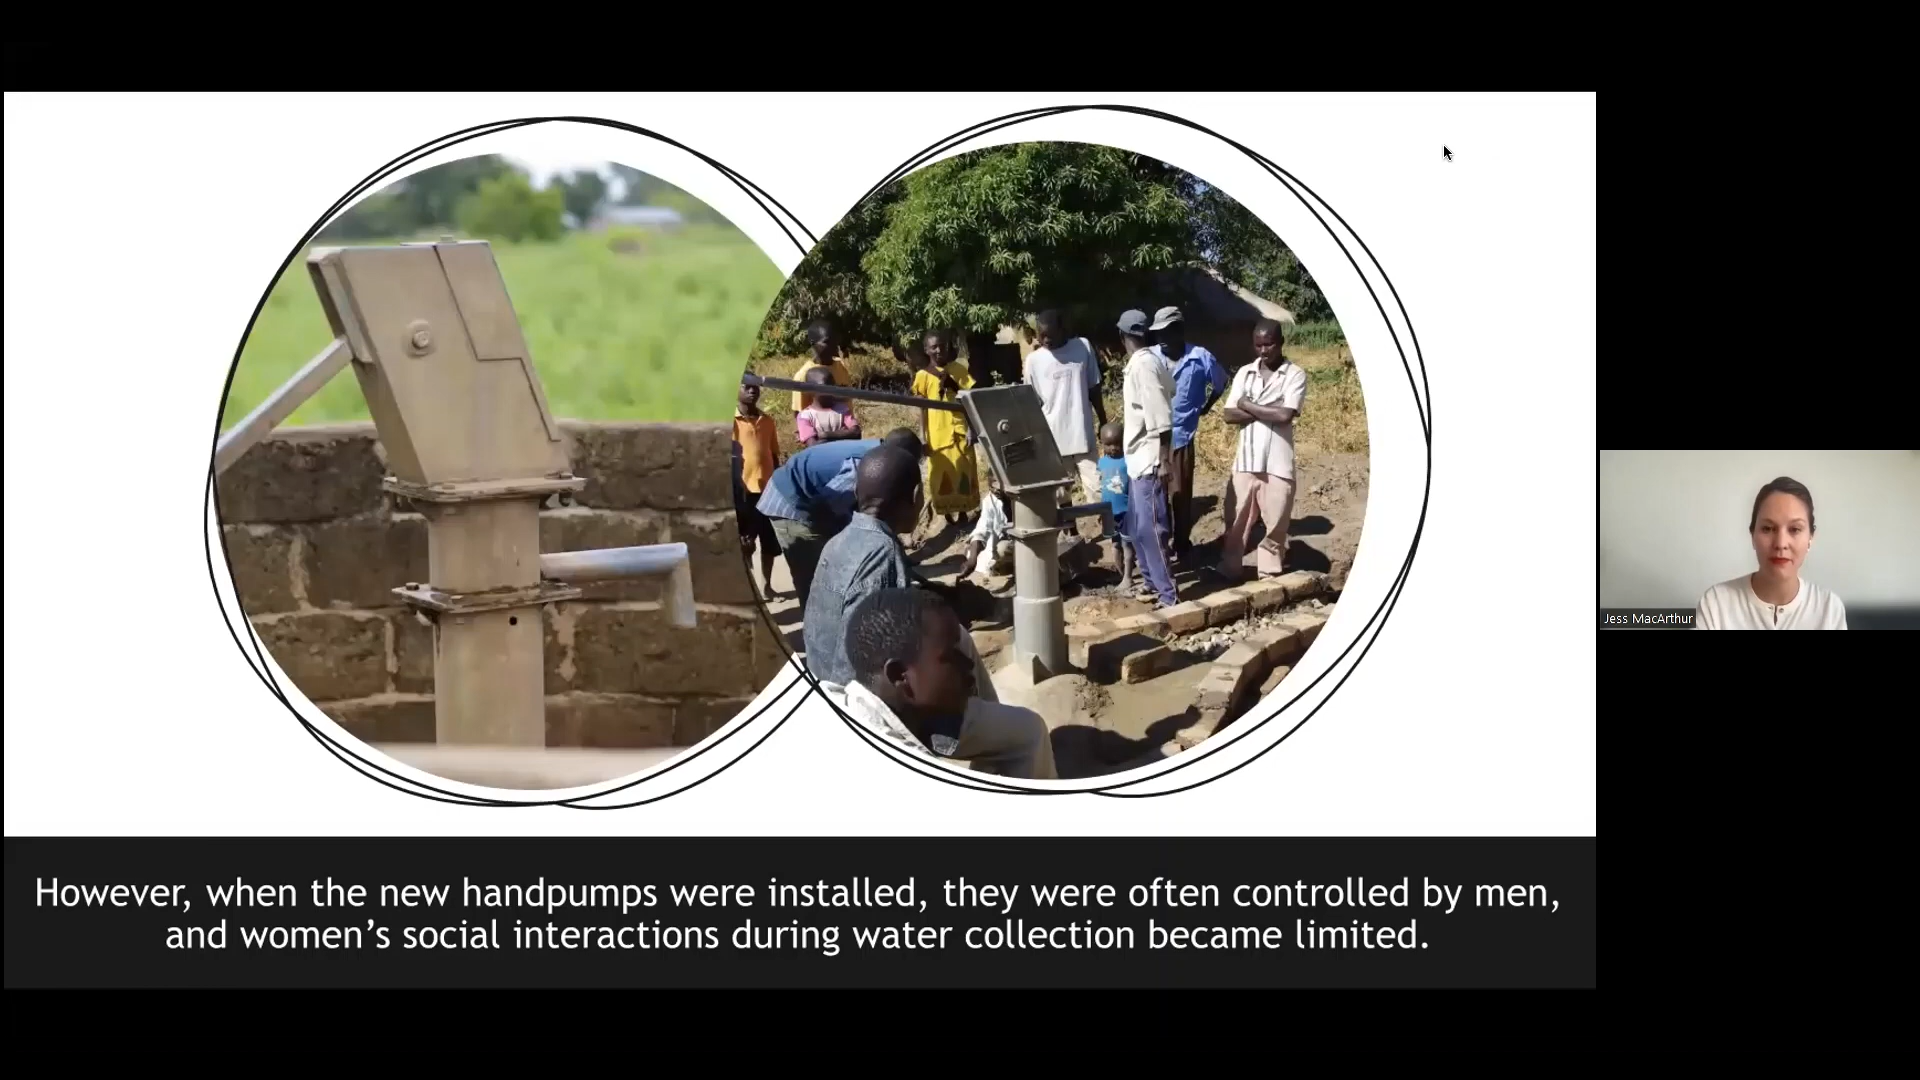 However, when the new handpumps were installed, they were often controlled by men,
and women’s social interactions during water collection became limited.
Jess MacArthur